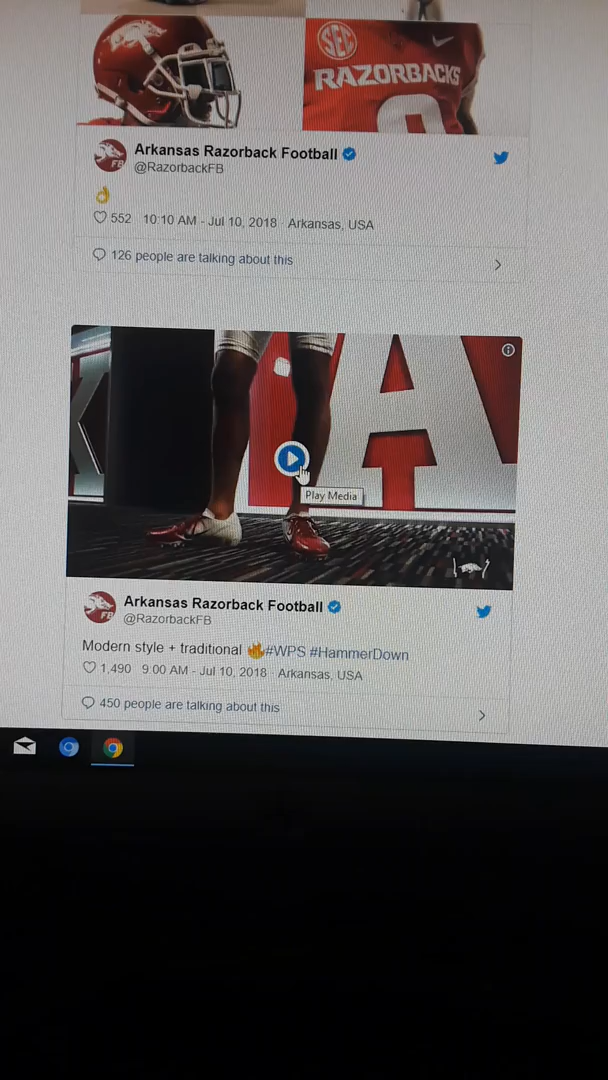 SEC
RAZORBACKS
Arkansas Razorback Football
@RazorbackFB
FB
👌
552 10:10 AM - Jul 10, 2018 · Arkansas, USA
126 people are talking about this
A
Play Media
Arkansas Razorback Football
@RazorbackFB
FB
Modern style + traditional 🔥#WPS #HammerDown
1,490 9:00 AM - Jul 10, 2018 · Arkansas, USA
450 people are talking about this